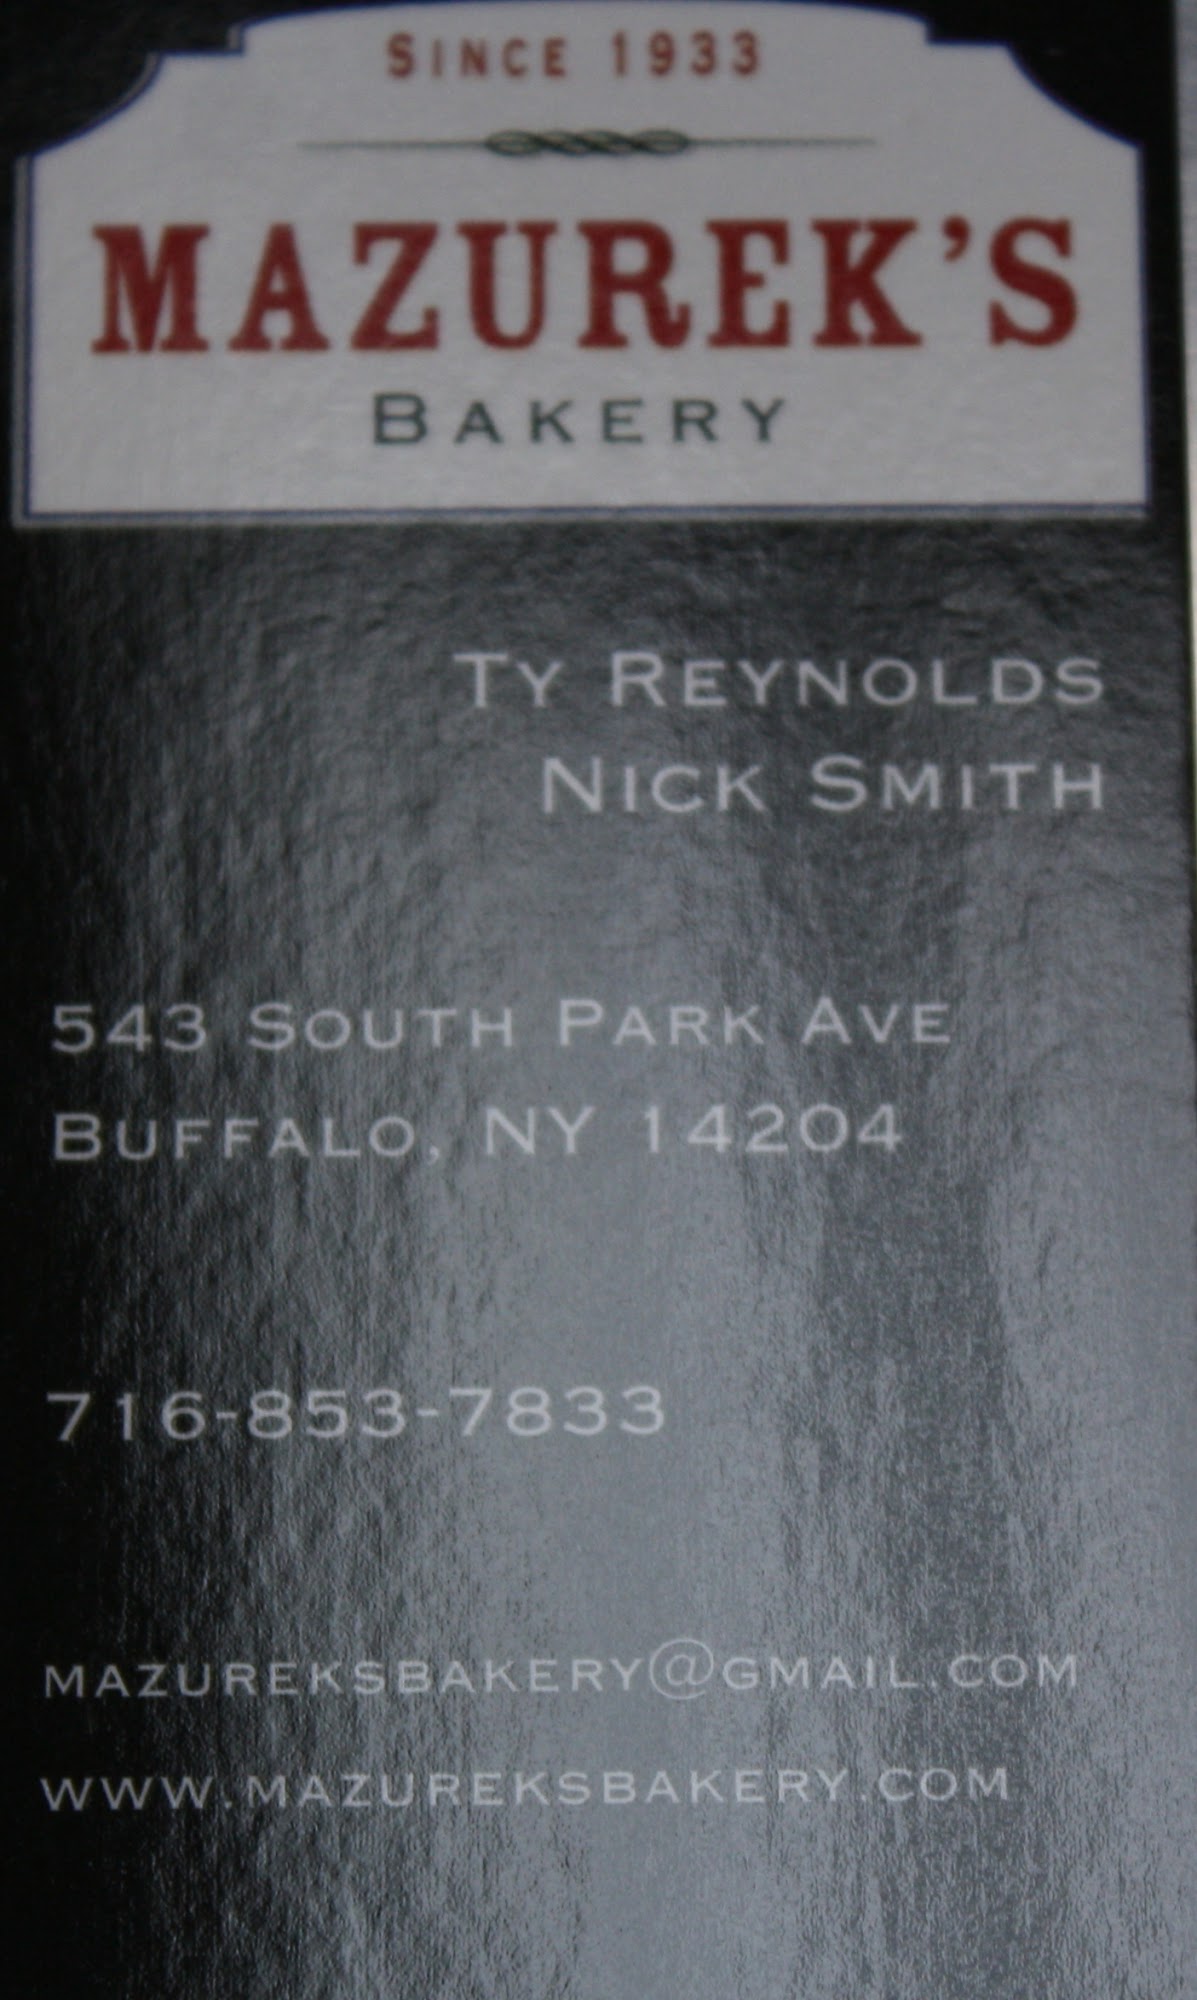 SINCE 1933
MAZUREK'S
BAKERY
TY REYNOLDS
NICK SMITH
543 SOUTH PARK AVE
BUFFALO, NY 14204
716-853-7833
MAZUREKSBAKERY@GMAIL.COM
WWW.MAZUREKSBAKERY.COM